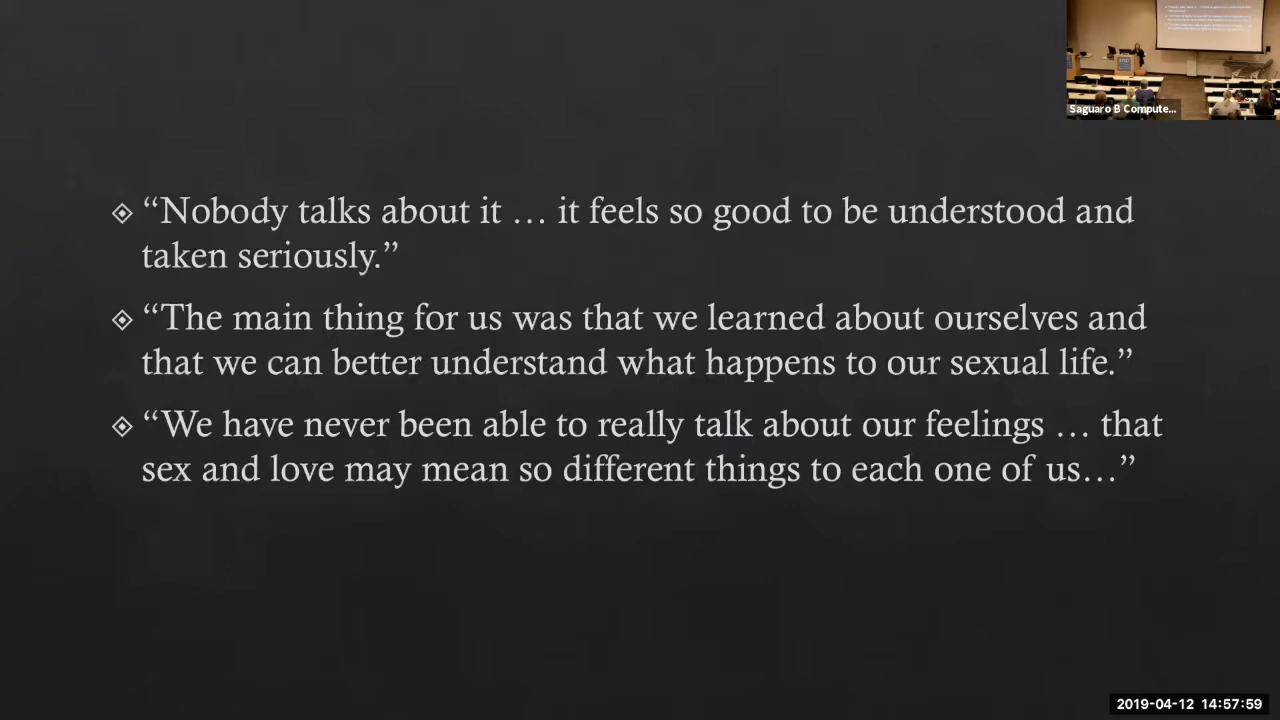 Saguaro B Compute...
“Nobody talks about it … it feels so good to be understood and
taken seriously.”
“The main thing for us was that we learned about ourselves and
that we can better understand what happens to our sexual life.”
“We have never been able to really talk about our feelings … that
sex and love may mean so different things to each one of us…”
2019-04-12 14:57:59